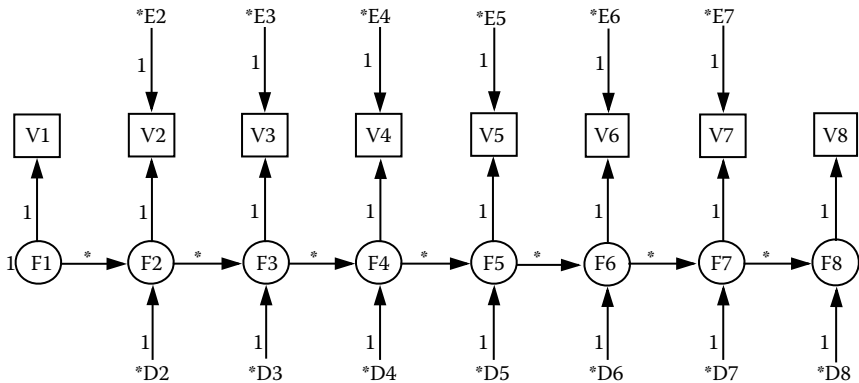 *E2 *E3 *E4 *E5 *E6 *E7
1 1 1 1 1 1
V1 V2 V3 V4 V5 V6 V7 V8
1 1 1 1 1 1 1 1
* * * * * * *
1 F1 F2 F3 F4 F5 F6 F7 F8
1 1 1 1 1 1 1
*D2 *D3 *D4 *D5 *D6 *D7 *D8